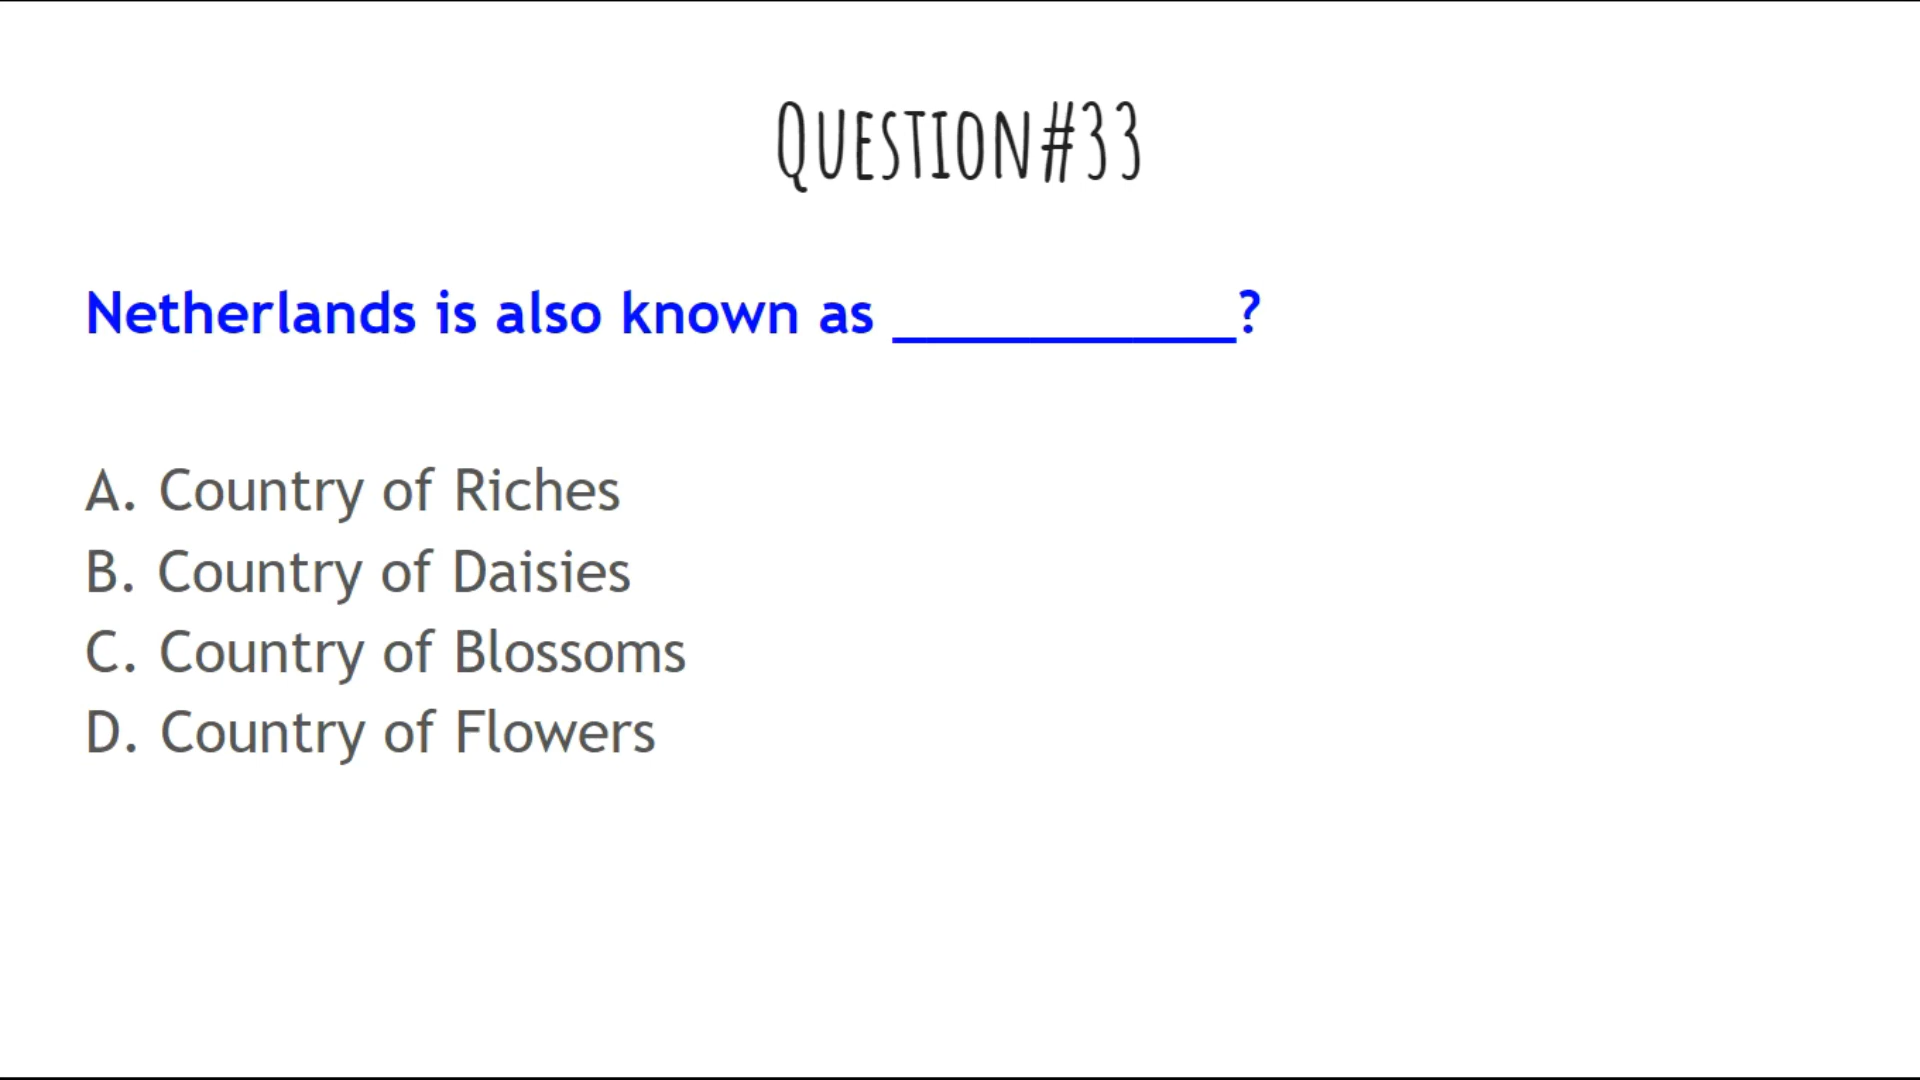 Question#33
Netherlands is also known as __________?
A. Country of Riches
B. Country of Daisies
C. Country of Blossoms
D. Country of Flowers